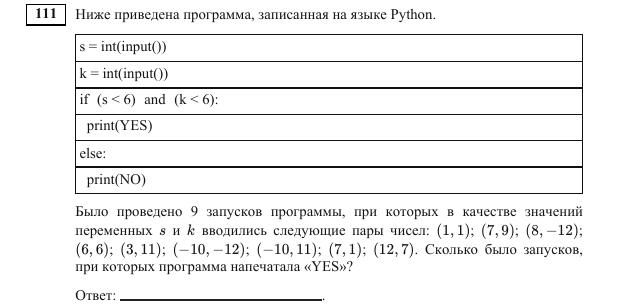 111 Ниже приведена программа, записанная на языке Python.
s = int(input())
k = int(input())
if (s < 6) and (k < 6):
print(YES)
else:
print(NO)
Было проведено 9 запусков программы, при которых в качестве значений
переменных s и k вводились следующие пары чисел: (1, 1); (7, 9); (8, −12);
(6, 6); (3, 11); (−10, −12); (−10, 11); (7, 1); (12, 7). Сколько было запусков,
при которых программа напечатала «YES»?
Ответ: .